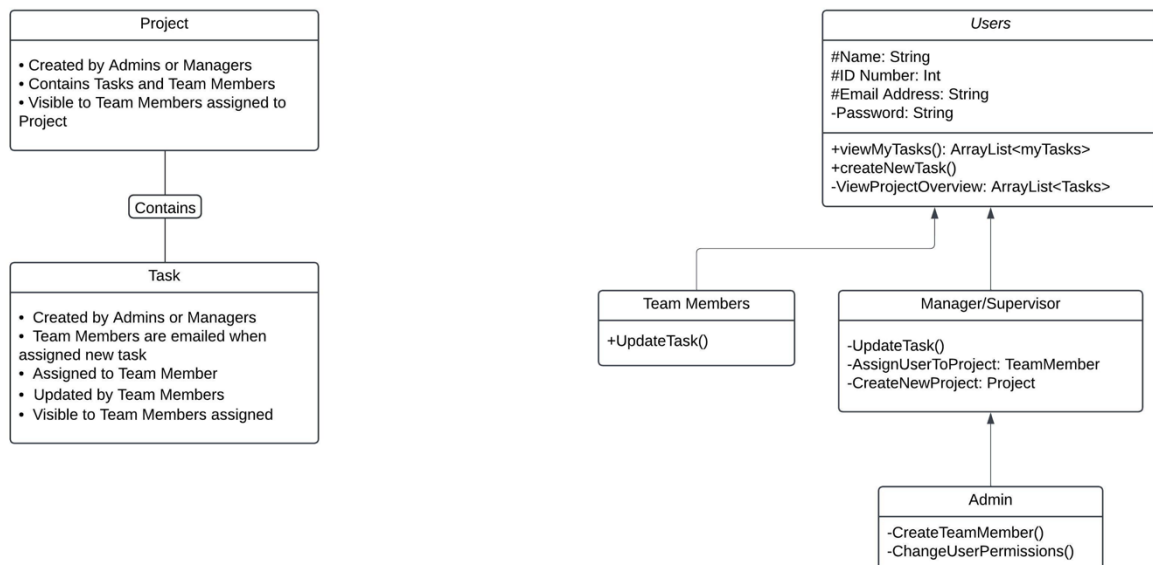 Project
• Created by Admins or Managers
• Contains Tasks and Team Members
• Visible to Team Members assigned to
Project
Contains
Task
• Created by Admins or Managers
• Team Members are emailed when
assigned new task
• Assigned to Team Member
• Updated by Team Members
• Visible to Team Members assigned
Users
#Name: String
#ID Number: Int
#Email Address: String
-Password: String
+viewMyTasks(): ArrayList<myTasks>
+createNewTask()
-ViewProjectOverview: ArrayList<Tasks>
Team Members
+UpdateTask()
Manager/Supervisor
-UpdateTask()
-AssignUserToProject: TeamMember
-CreateNewProject: Project
Admin
-CreateTeamMember()
-ChangeUserPermissions()